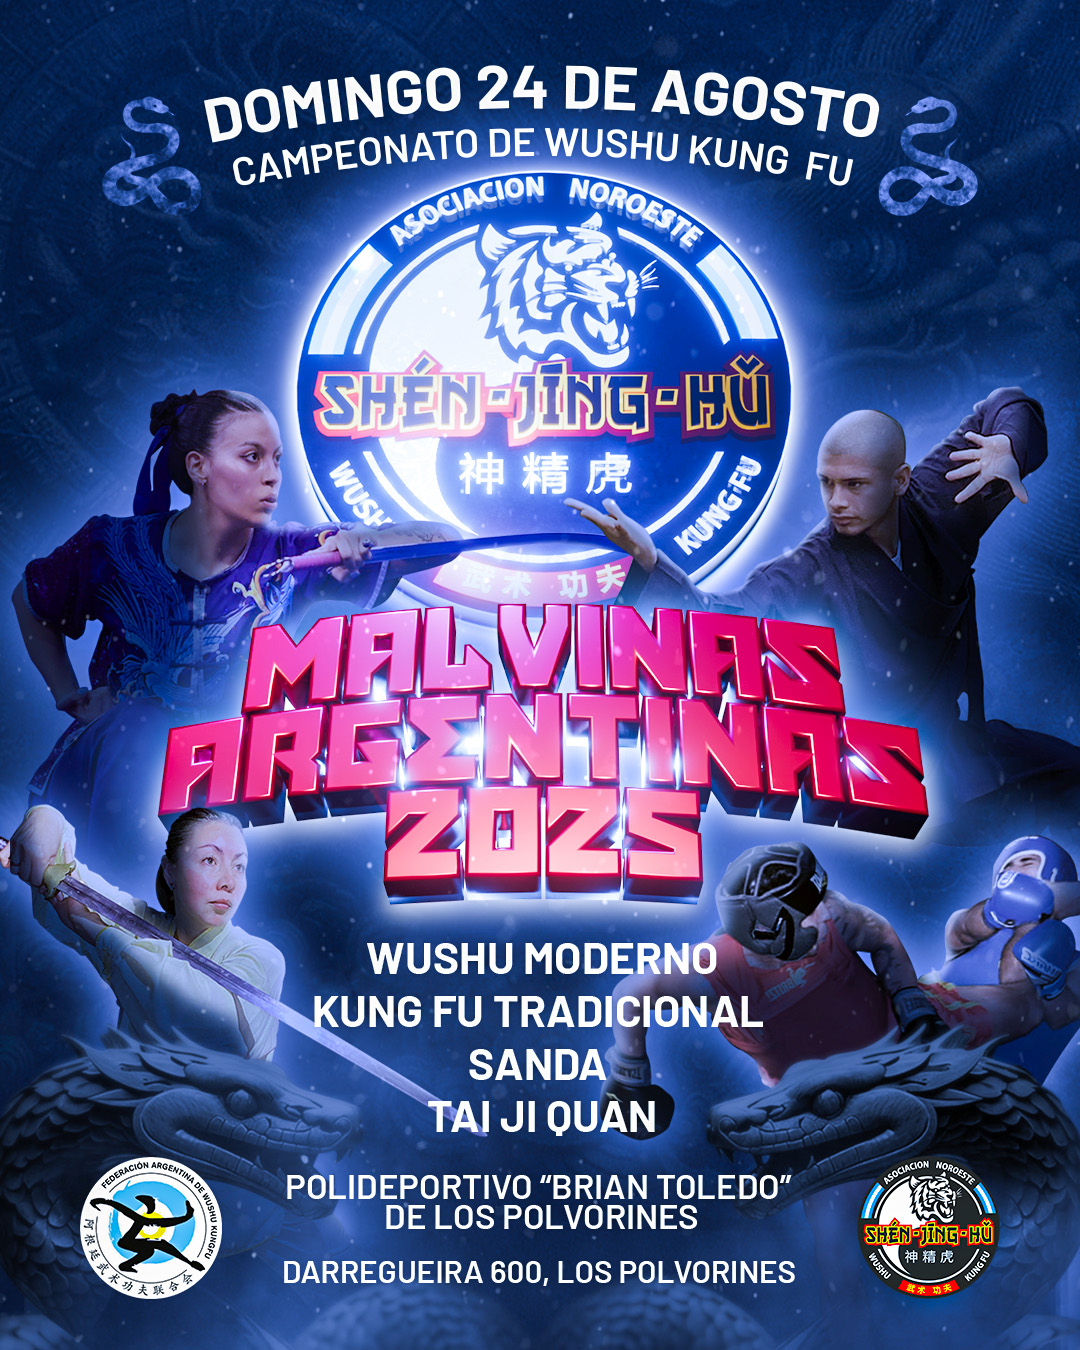 DOMINGO 24 DE AGOSTO
CAMPEONATO DE WUSHU KUNG FU
ASOCIACION NOROESTE
SHÉN-JĪNG-HǓ
神精虎
WUSH
KUNG-FU
武术 功夫
MALVINAS
ARGENTINAS
2025
WUSHU MODERNO
KUNG FU TRADICIONAL
SANDA
TAI JI QUAN
POLIDEPORTIVO “BRIAN TOLEDO”
DE LOS POLVORINES
DARREGUEIRA 600, LOS POLVORINES
FEDERACIÓN ARGENTINA DE WUSHU KUNGFU
阿根廷武术功夫联合会
ASOCIACION NOROESTE
SHÉN-JĪNG-HǓ
神精虎
WUSHU
KUNG FU
武术 功夫